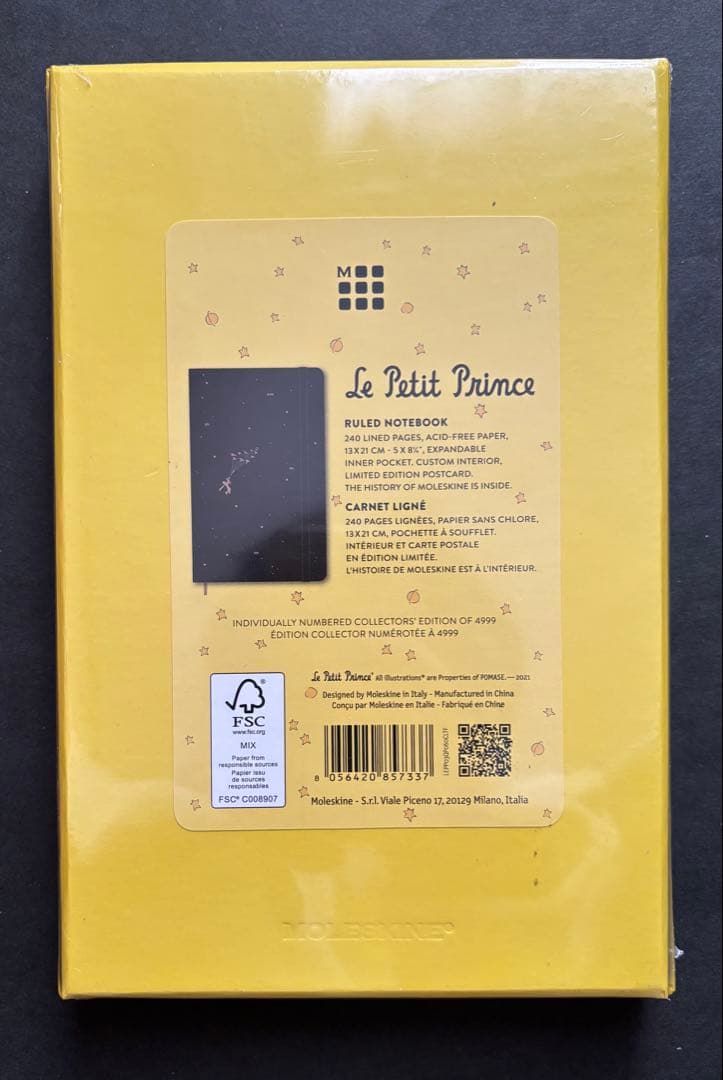 M
Le Petit Prince
RULED NOTEBOOK
240 LINED PAGES, ACID-FREE PAPER,
13X21 CM - 5 X 8¼", EXPANDABLE
INNER POCKET. CUSTOM INTERIOR,
LIMITED EDITION POSTCARD.
THE HISTORY OF MOLESKINE IS INSIDE.
CARNET LIGNÉ
240 PAGES LIGNÉES, PAPIER SANS CHLORE,
13X21 CM, POCHETTE À SOUFFLET.
INTÉRIEUR ET CARTE POSTALE
EN ÉDITION LIMITÉE.
L'HISTOIRE DE MOLESKINE EST À L'INTÉRIEUR.
INDIVIDUALLY NUMBERED COLLECTORS' EDITION OF 4999
ÉDITION COLLECTOR NUMÉROTÉE À 4999
Le Petit Prince® All illustrations® are Properties of POMASE.— 2021
Designed by Moleskine in Italy - Manufactured in China
Conçu par Moleskine en Italie - Fabriqué en Chine
FSC
www.fsc.org
MIX
Paper from
responsible sources
Papier issu
de sources
responsables
FSC® C008907
8 056420 857337
Moleskine - S.r.l. Viale Piceno 17, 20129 Milano, Italia
MOLESKINE®